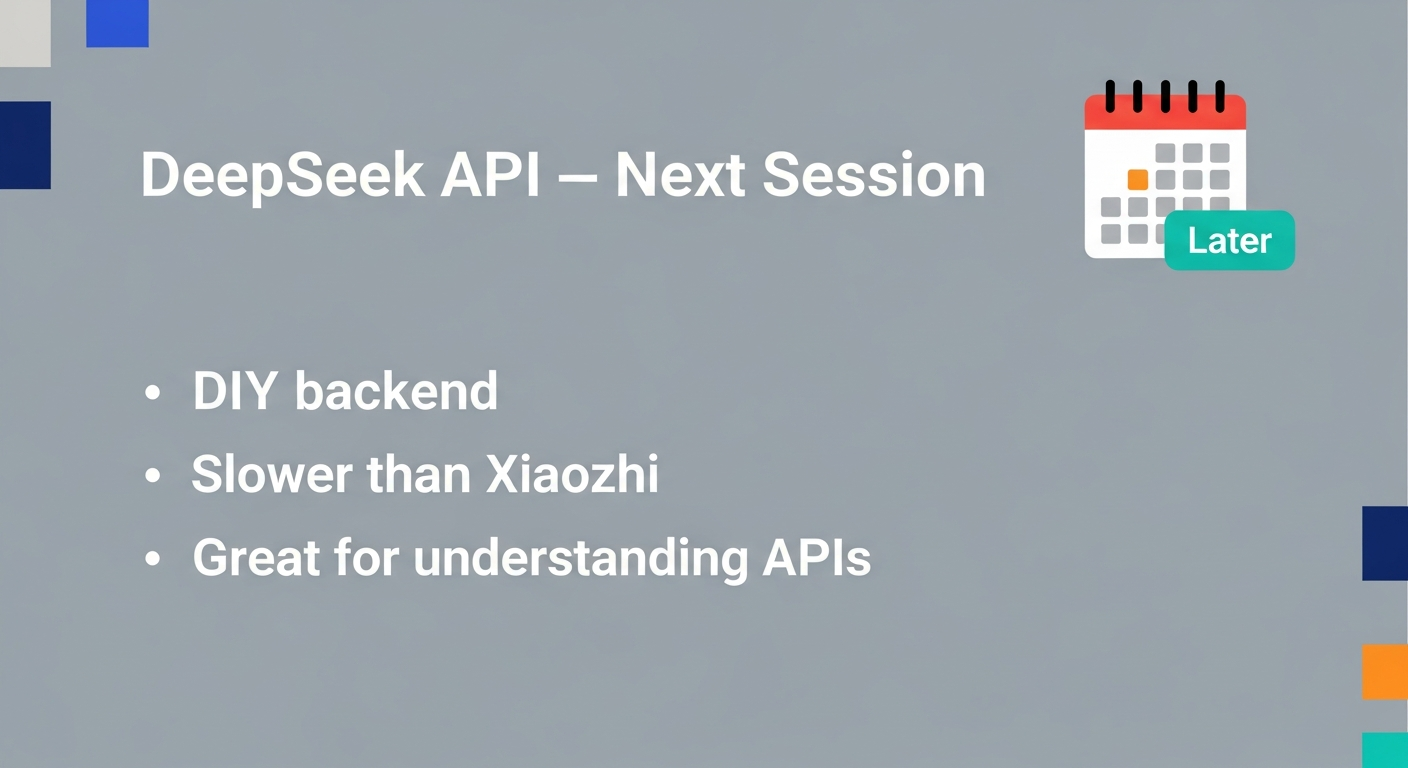 DeepSeek API – Next Session
Later
• DIY backend
• Slower than Xiaozhi
• Great for understanding APIs